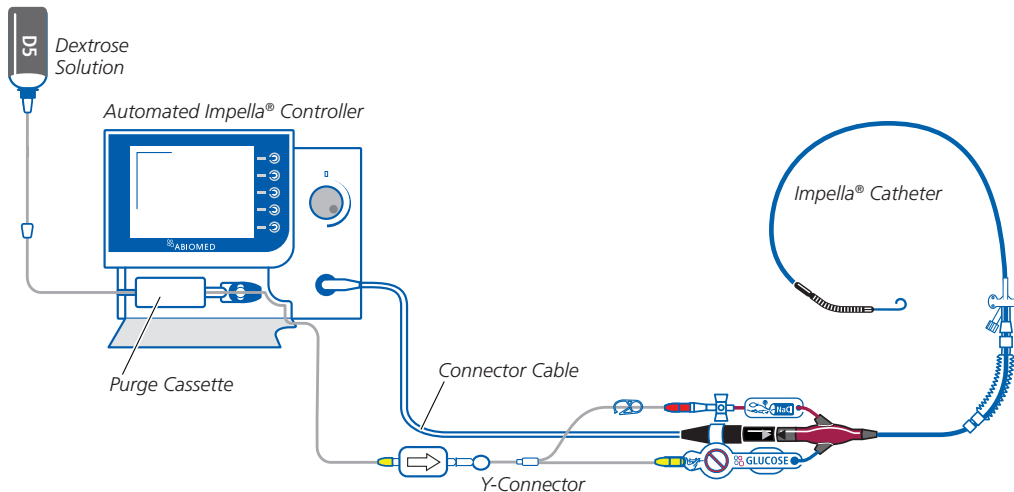 D5
Dextrose
Solution
Automated Impella® Controller
ABIOMED
Impella® Catheter
Purge Cassette
Connector Cable
NaCl
GLUCOSE
Y-Connector